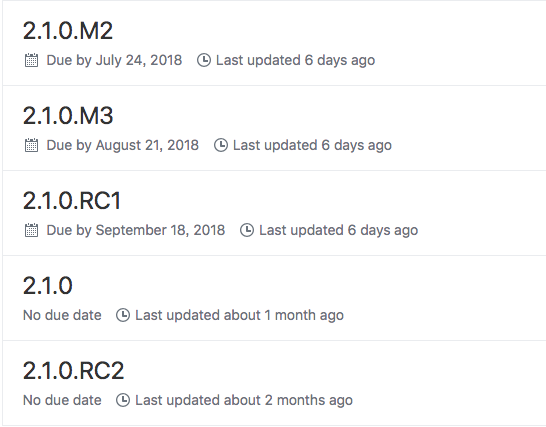 2.1.0.M2
Due by July 24, 2018 Last updated 6 days ago
2.1.0.M3
Due by August 21, 2018 Last updated 6 days ago
2.1.0.RC1
Due by September 18, 2018 Last updated 6 days ago
2.1.0
No due date Last updated about 1 month ago
2.1.0.RC2
No due date Last updated about 2 months ago